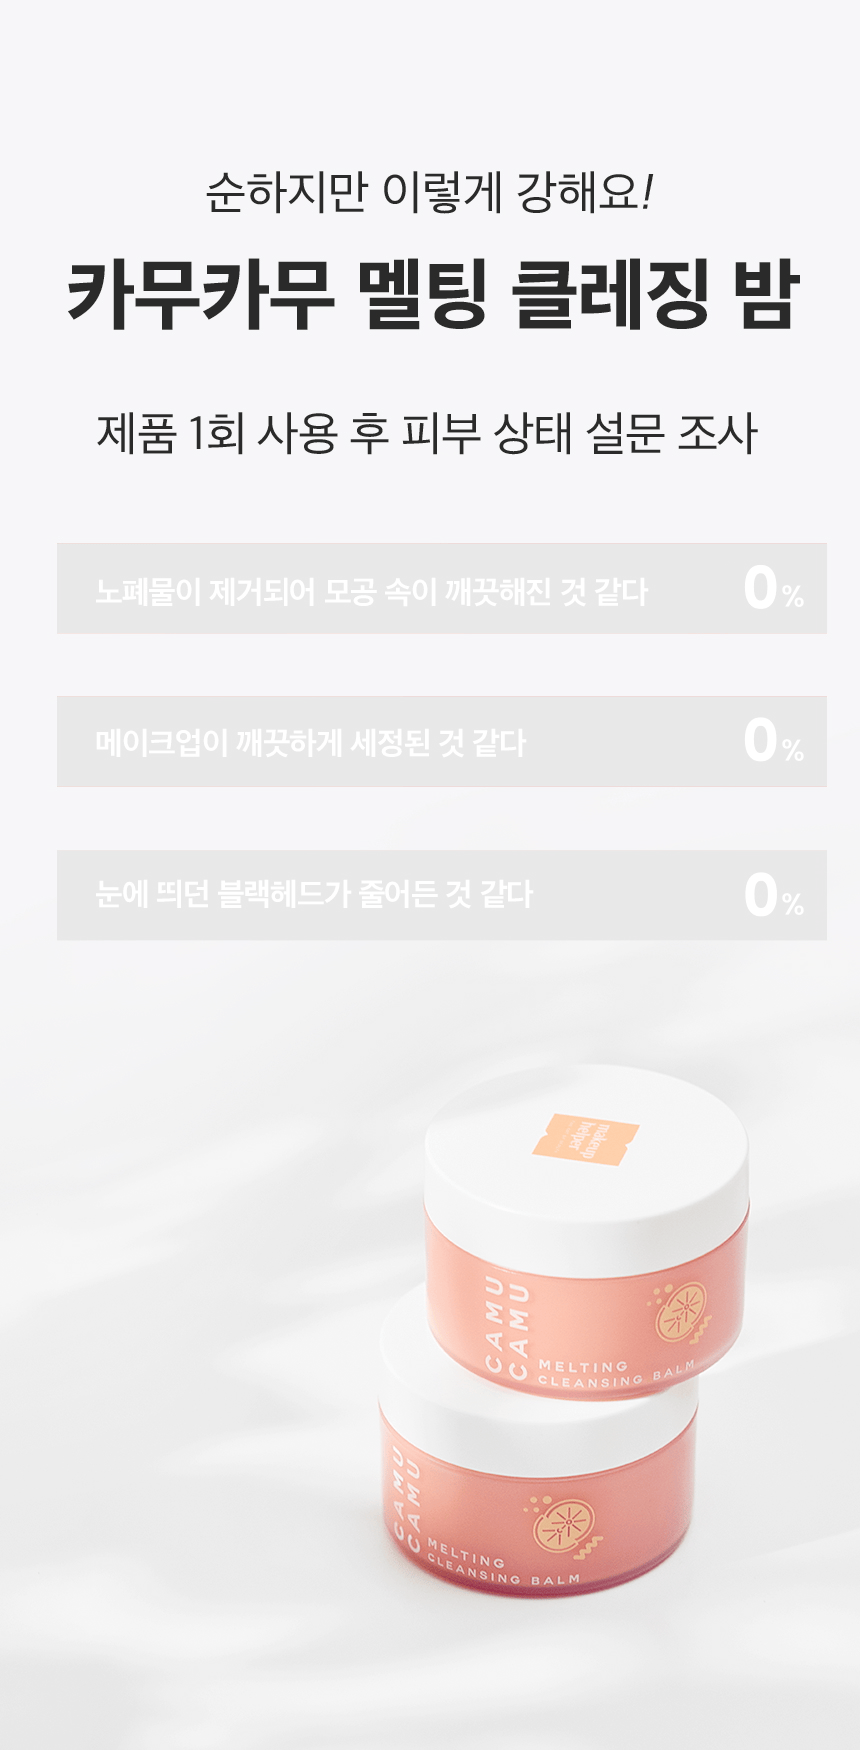 순하지만 이렇게 강해요!
카무카무 멜팅 클레징 밤
제품 1회 사용 후 피부 상태 설문 조사
노폐물이 제거되어 모공 속이 깨끗해진 것 같다 0%
메이크업이 깨끗하게 세정된 것 같다 0%
눈에 띄던 블랙헤드가 줄어든 것 같다 0%
makeup
helper
CAMU
CAMU
MELTING
CLEANSING BALM
CAMU
CAMU
MELTING
CLEANSING BALM